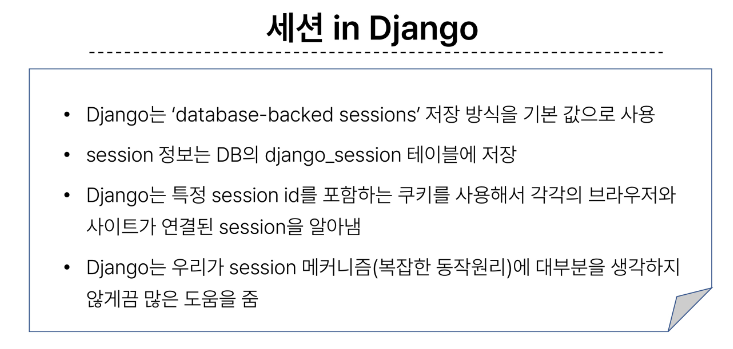 세션 in Django
• Django는 ‘database-backed sessions’ 저장 방식을 기본 값으로 사용
• session 정보는 DB의 django_session 테이블에 저장
• Django는 특정 session id를 포함하는 쿠키를 사용해서 각각의 브라우저와
사이트가 연결된 session을 알아냄
• Django는 우리가 session 메커니즘(복잡한 동작원리)에 대부분을 생각하지
않게끔 많은 도움을 줌